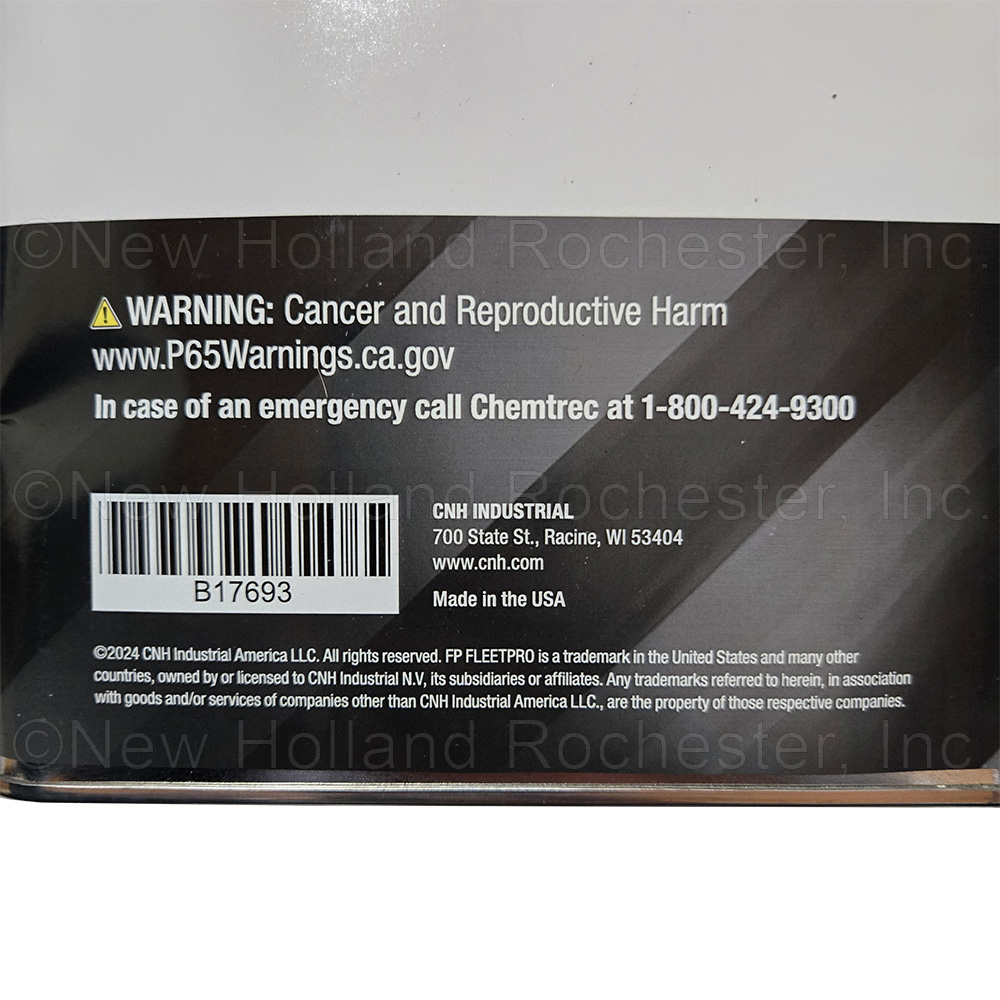 ©New Holland Rochester, Inc.
WARNING: Cancer and Reproductive Harm
www.P65Warnings.ca.gov
In case of an emergency call Chemtrec at 1-800-424-9300
©New Holland Rochester, Inc.
B17693
CNH INDUSTRIAL
700 State St., Racine, WI 53404
www.cnh.com
Made in the USA
©2024 CNH Industrial America LLC. All rights reserved. FP FLEETPRO is a trademark in the United States and many other
countries, owned by or licensed to CNH Industrial N.V, its subsidiaries or affiliates. Any trademarks referred to herein, in association
with goods and/or services of companies other than CNH Industrial America LLC., are the property of those respective companies.
©New Holland Rochester, Inc.